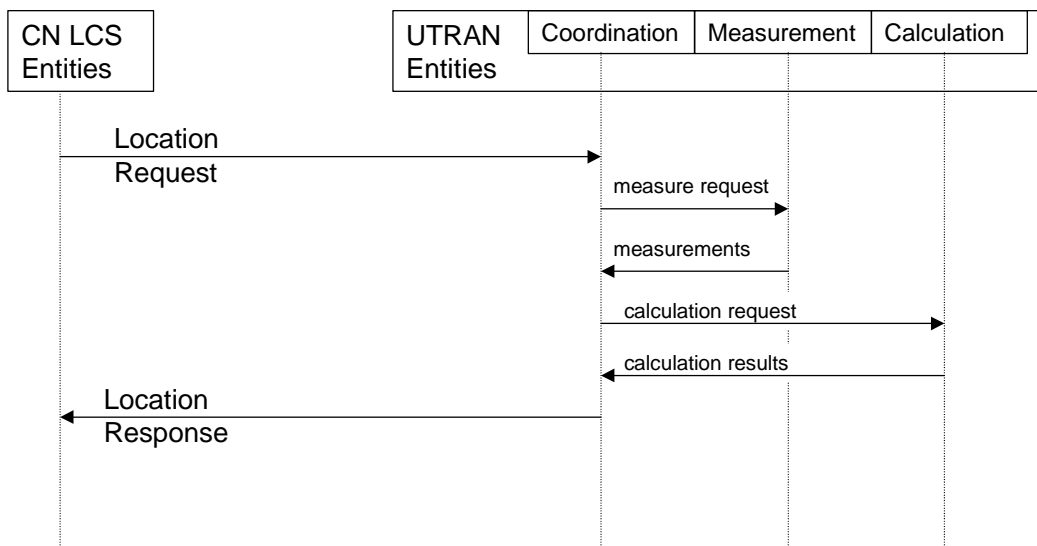 CN LCS
Entities
UTRAN
Entities
Coordination
Measurement
Calculation
Location
Request
measure request
measurements
calculation request
calculation results
Location
Response